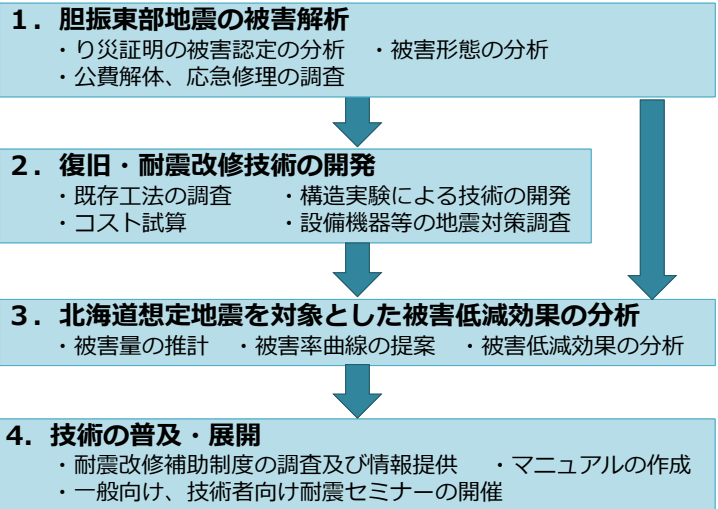 １．胆振東部地震の被害解析
・り災証明の被害認定の分析　・被害形態の分析
・公費解体、応急修理の調査
２．復旧・耐震改修技術の開発
・既存工法の調査　・構造実験による技術の開発
・コスト試算　・設備機器等の地震対策調査
３．北海道想定地震を対象とした被害低減効果の分析
・被害量の推計　・被害率曲線の提案　・被害低減効果の分析
4．技術の普及・展開
・耐震改修補助制度の調査及び情報提供　・マニュアルの作成
・一般向け、技術者向け耐震セミナーの開催